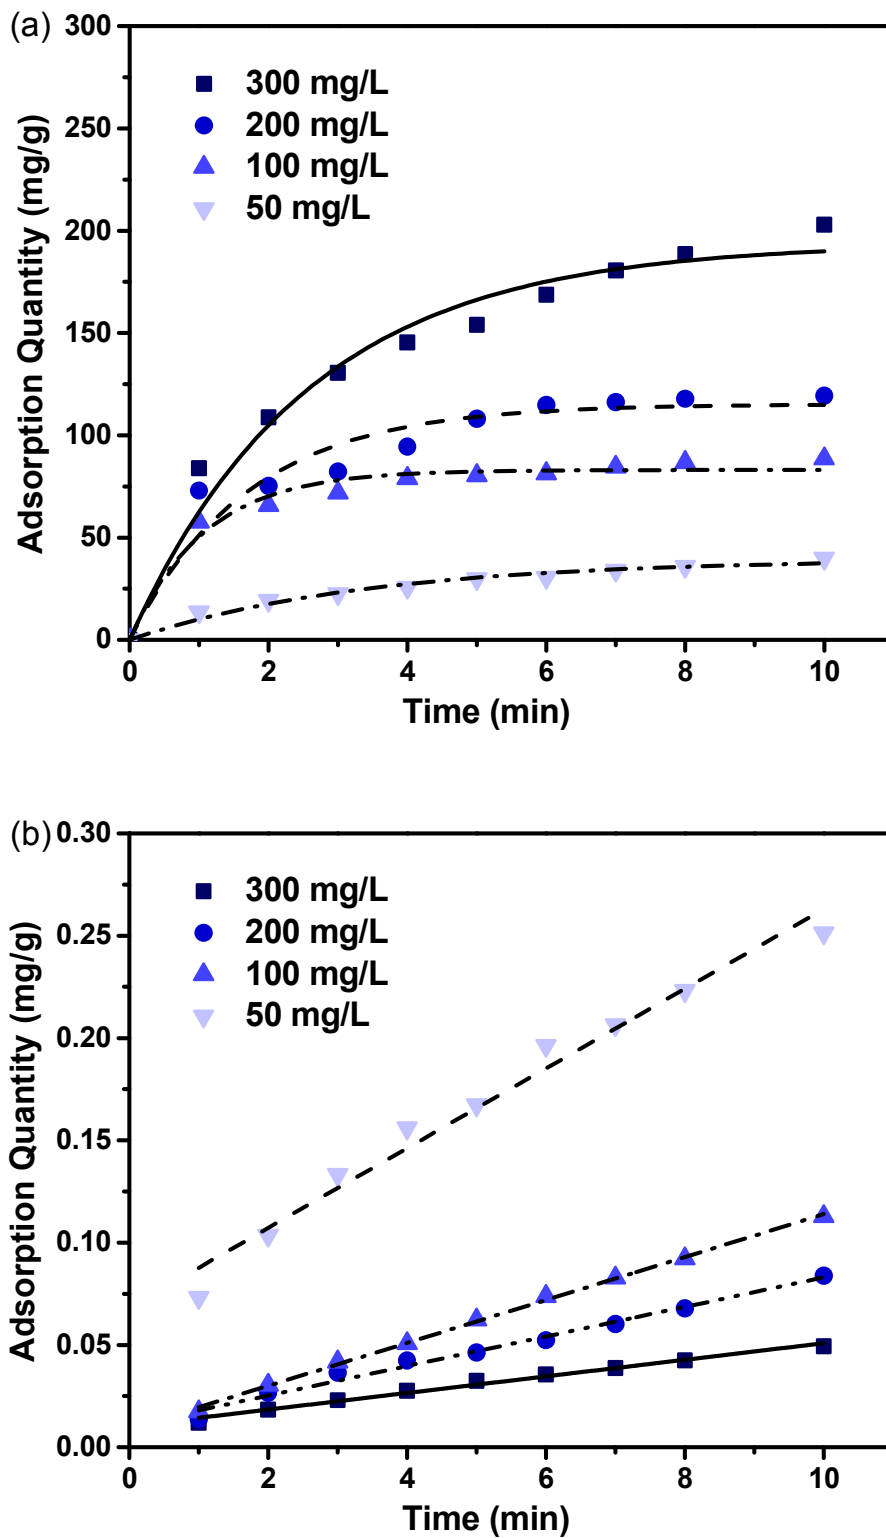 (a)
300
250
200
150
100
50
0
Adsorption Quantity (mg/g)
300 mg/L
200 mg/L
100 mg/L
50 mg/L
0 2 4 6 8 10
Time (min)
(b)
0.30
0.25
0.20
0.15
0.10
0.05
0.00
Adsorption Quantity (mg/g)
300 mg/L
200 mg/L
100 mg/L
50 mg/L
0 2 4 6 8 10
Time (min)